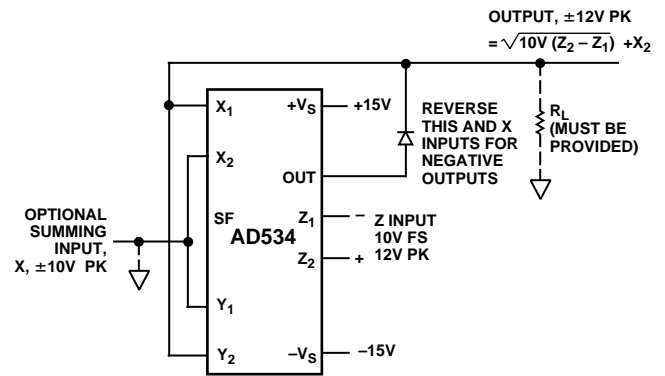 OUTPUT, ±12V PK
= √10V (Z₂ – Z₁) +X₂
X₁
+Vₛ
+15V
REVERSE
THIS AND X
INPUTS FOR
NEGATIVE
OUTPUTS
R_L
(MUST BE
PROVIDED)
X₂
OUT
OPTIONAL
SUMMING
INPUT,
X, ±10V PK
SF
AD534
Z₁
–
Z INPUT
10V FS
12V PK
Z₂
+
Y₁
Y₂
–Vₛ
–15V